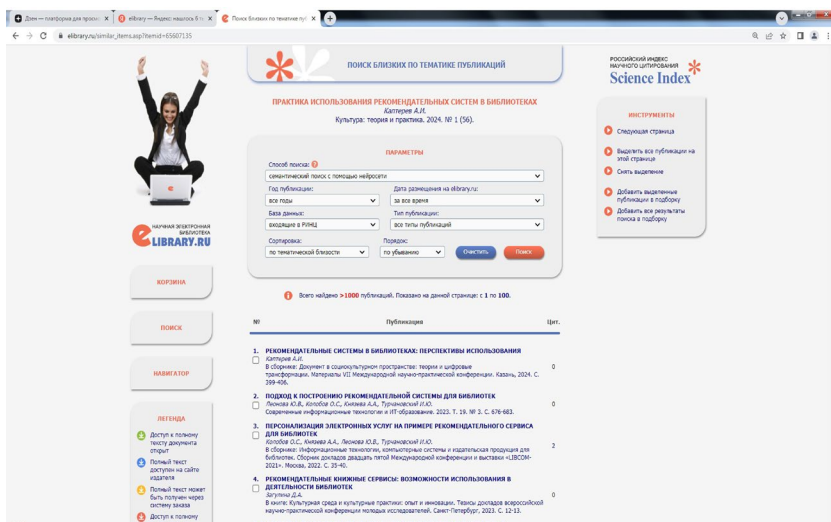 Дзен — платформа для просмо
elibrary — Яндекс: нашлось 6 т
Поиск близких по тематике пуб
elibrary.ru/similar_items.asp?itemid=65607135
ПОИСК БЛИЗКИХ ПО ТЕМАТИКЕ ПУБЛИКАЦИЙ
ПРАКТИКА ИСПОЛЬЗОВАНИЯ РЕКОМЕНДАТЕЛЬНЫХ СИСТЕМ В БИБЛИОТЕКАХ
Каптерев А.И.
Культура: теория и практика. 2024. № 1 (56).
ПАРАМЕТРЫ
Способ поиска:
семантический поиск с помощью нейросети
Год публикации: Дата размещения на elibrary.ru:
все годы за все время
База данных: Тип публикации:
входящие в РИНЦ все типы публикаций
Сортировка: Порядок:
по тематической близости по убыванию Очистить Поиск
Всего найдено >1000 публикаций. Показано на данной странице: с 1 по 100.
№ Публикация Цит.
1. РЕКОМЕНДАТЕЛЬНЫЕ СИСТЕМЫ В БИБЛИОТЕКАХ: ПЕРСПЕКТИВЫ ИСПОЛЬЗОВАНИЯ
Каптерев А.И.
В сборнике: Документ в социокультурном пространстве: теории и цифровые 0
трансформации. Материалы VII Международной научно-практической конференции. Казань, 2024. С.
399-406.
2. ПОДХОД К ПОСТРОЕНИЮ РЕКОМЕНДАТЕЛЬНОЙ СИСТЕМЫ ДЛЯ БИБЛИОТЕК
Леонова Ю.В., Колобов О.С., Князева А.А., Турчановский И.Ю. 0
Современные информационные технологии и ИТ-образование. 2023. Т. 19. № 3. С. 676-683.
3. ПЕРСОНАЛИЗАЦИЯ ЭЛЕКТРОННЫХ УСЛУГ НА ПРИМЕРЕ РЕКОМЕНДАТЕЛЬНОГО СЕРВИСА
ДЛЯ БИБЛИОТЕК
Колобов О.С., Князева А.А., Леонова Ю.В., Турчановский И.Ю. 2
В сборнике: Информационные технологии, компьютерные системы и издательская продукция для
библиотек. Сборник докладов двадцать пятой Международной конференции и выставки «LIBCOM-
2021». Москва, 2022. С. 35-40.
4. РЕКОМЕНДАТЕЛЬНЫЕ КНИЖНЫЕ СЕРВИСЫ: ВОЗМОЖНОСТИ ИСПОЛЬЗОВАНИЯ В
ДЕЯТЕЛЬНОСТИ БИБЛИОТЕК
Загупина Д.А. 0
В книге: Культурная среда и культурные практики: опыт и инновации. Тезисы докладов всероссийской
научно-практической конференции молодых исследователей. Санкт-Петербург, 2023. С. 12-13.
НАУЧНАЯ ЭЛЕКТРОННАЯ
БИБЛИОТЕКА
eLIBRARY.RU
КОРЗИНА
ПОИСК
НАВИГАТОР
ЛЕГЕНДА
Доступ к полному
тексту документа
открыт
Полный текст
доступен на сайте
издателя
Полный текст может
быть получен через
систему заказа
Доступ к полному
РОССИЙСКИЙ ИНДЕКС
НАУЧНОГО ЦИТИРОВАНИЯ
Science Index
ИНСТРУМЕНТЫ
Следующая страница
Выделить все публикации на
этой странице
Снять выделение
Добавить выделенные
публикации в подборку
Добавить все результаты
поиска в подборку